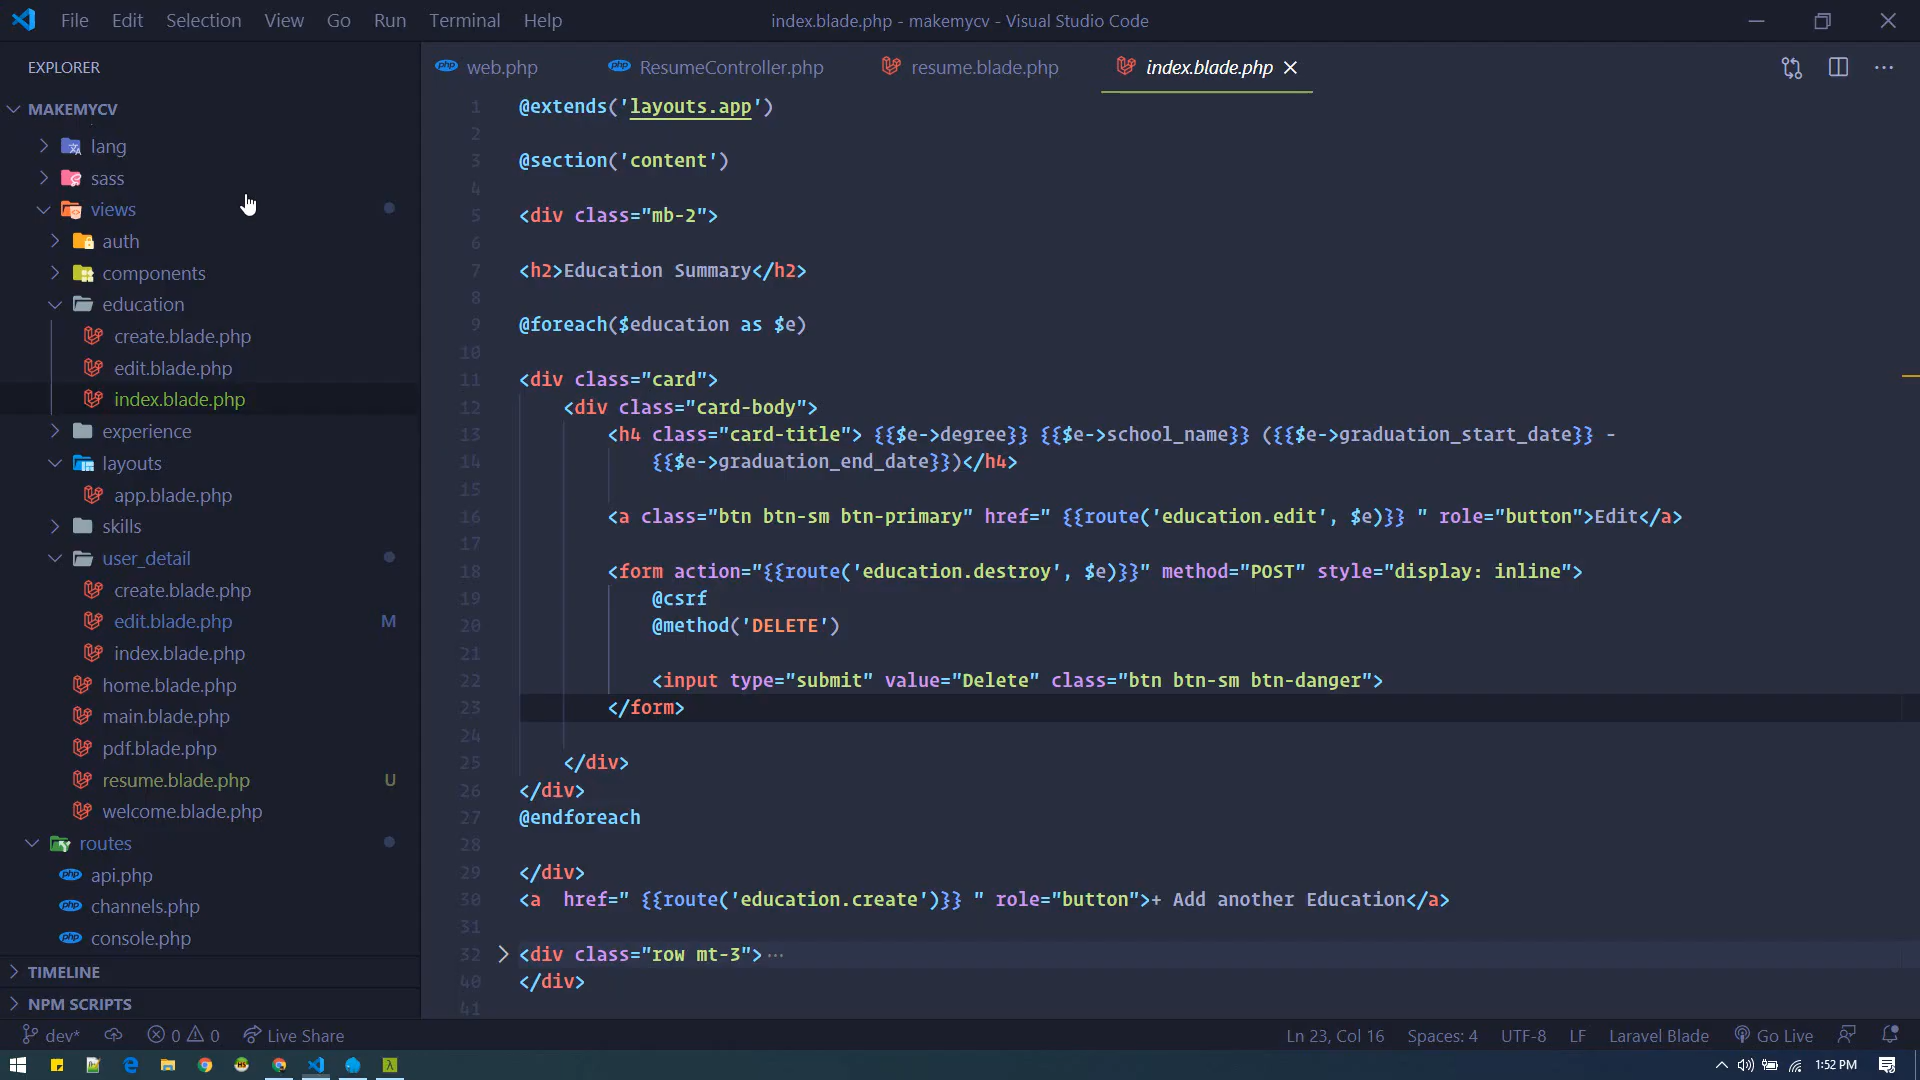 File Edit Selection View Go Run Terminal Help
index.blade.php - makemycv - Visual Studio Code
EXPLORER
MAKEMYCV
lang
sass
views
auth
components
education
create.blade.php
edit.blade.php
index.blade.php
experience
layouts
app.blade.php
skills
user_detail
create.blade.php
edit.blade.php M
index.blade.php
home.blade.php
main.blade.php
pdf.blade.php
resume.blade.php U
welcome.blade.php
routes
php api.php
php channels.php
php console.php
TIMELINE
NPM SCRIPTS
php web.php php ResumeController.php resume.blade.php index.blade.php
1 @extends('layouts.app')
2
3 @section('content')
4
5 <div class="mb-2">
6
7 <h2>Education Summary</h2>
8
9 @foreach($education as $e)
10
11 <div class="card">
12 <div class="card-body">
13 <h4 class="card-title"> {{$e->degree}} {{$e->school_name}} ({{$e->graduation_start_date}} -
14 {{$e->graduation_end_date}})</h4>
15
16 <a class="btn btn-sm btn-primary" href=" {{route('education.edit', $e)}} " role="button">Edit</a>
17
18 <form action="{{route('education.destroy', $e)}}" method="POST" style="display: inline">
19 @csrf
20 @method('DELETE')
21
22 <input type="submit" value="Delete" class="btn btn-sm btn-danger">
23 </form>
24
25 </div>
26 </div>
27 @endforeach
28
29 </div>
30 <a  href=" {{route('education.create')}} " role="button">+ Add another Education</a>
31
32 <div class="row mt-3">···
40 </div>
41
dev* 0 0 Live Share
Ln 23, Col 16 Spaces: 4 UTF-8 LF Laravel Blade Go Live
1:52 PM